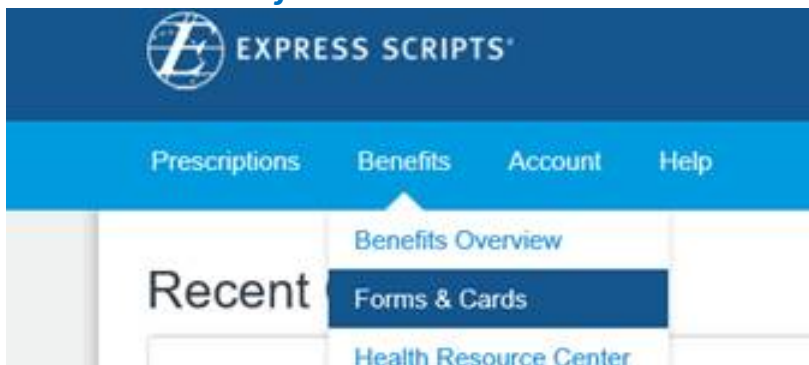 EXPRESS SCRIPTS®
Prescriptions Benefits Account Help
Benefits Overview
Recent
Forms & Cards
Health Resource Center